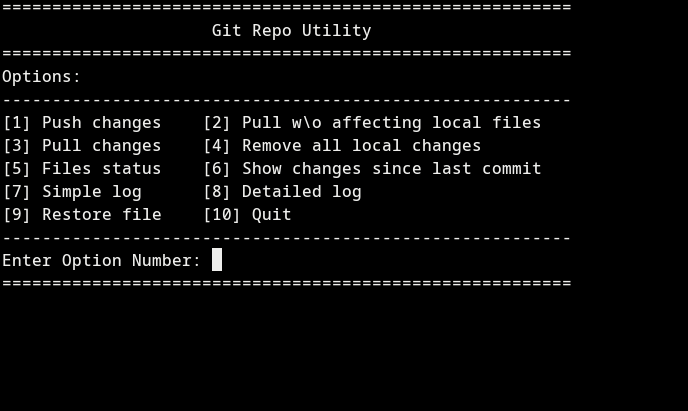 =========================================================
Git Repo Utility
=========================================================
Options:
---------------------------------------------------------
[1] Push changes    [2] Pull w\o affecting local files
[3] Pull changes    [4] Remove all local changes
[5] Files status    [6] Show changes since last commit
[7] Simple log      [8] Detailed log
[9] Restore file    [10] Quit
---------------------------------------------------------
Enter Option Number:
=========================================================